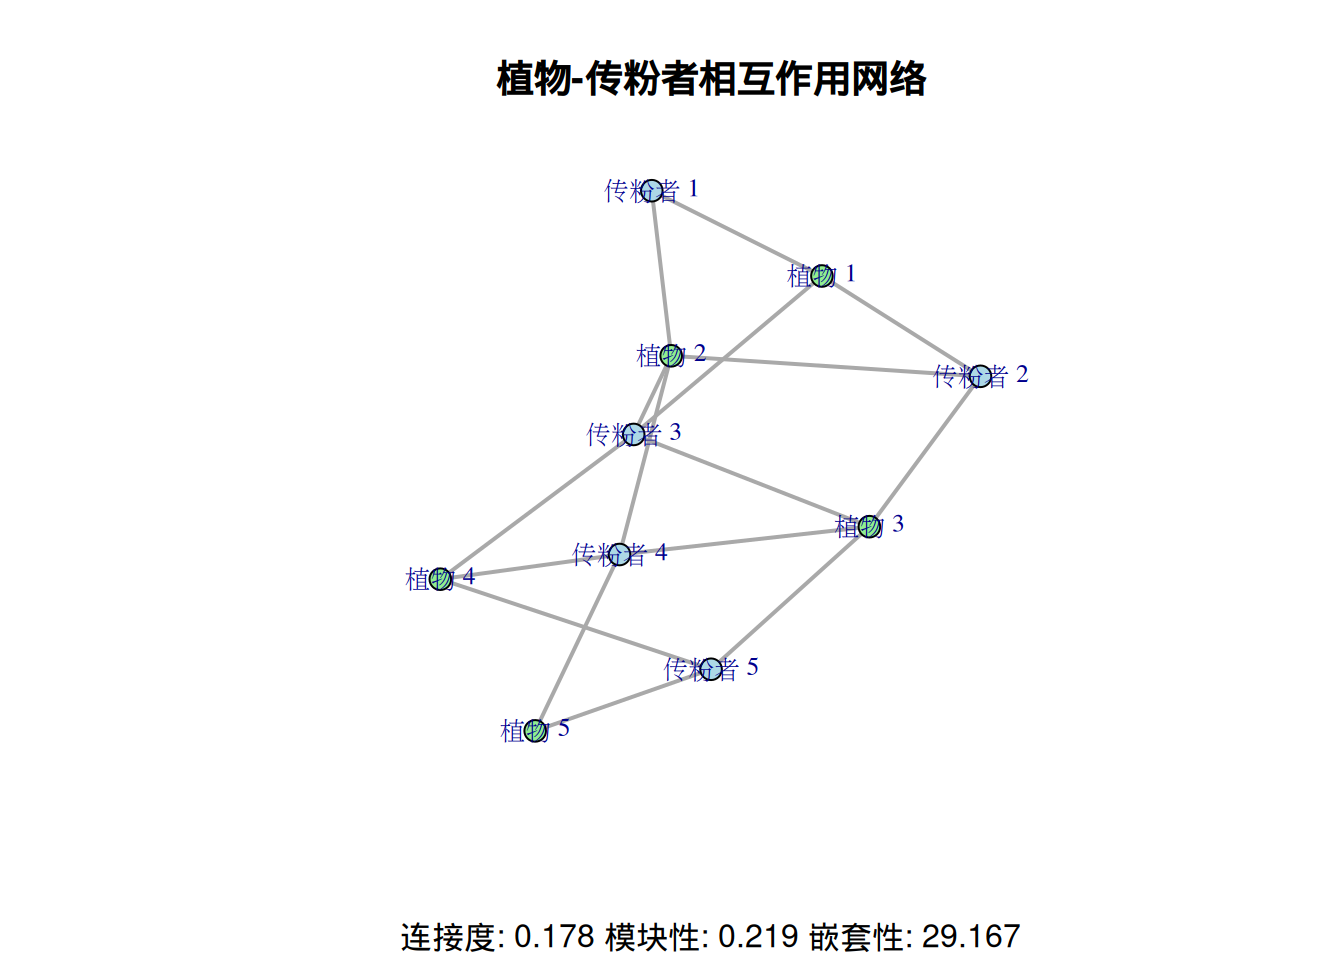 植物-传粉者相互作用网络
传粉者 1
植物 1
植物 2
传粉者 2
传粉者 3
植物 3
传粉者 4
植物 4
传粉者 5
植物 5
连接度: 0.178 模块性: 0.219 嵌套性: 29.167